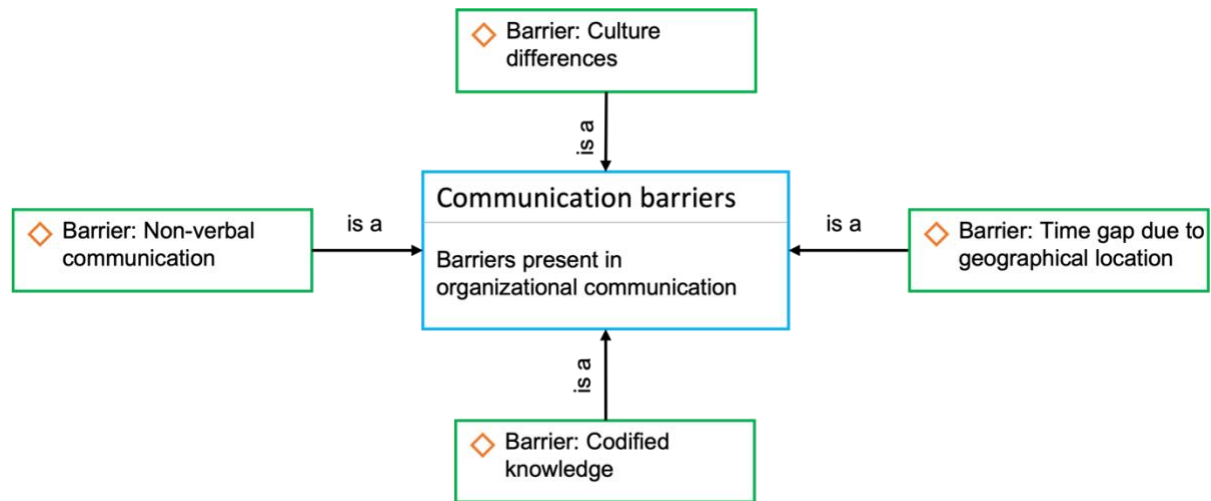 Barrier: Culture
differences
is a
Communication barriers
Barriers present in
organizational communication
Barrier: Non-verbal
communication
is a
is a
Barrier: Time gap due to
geographical location
is a
Barrier: Codified
knowledge